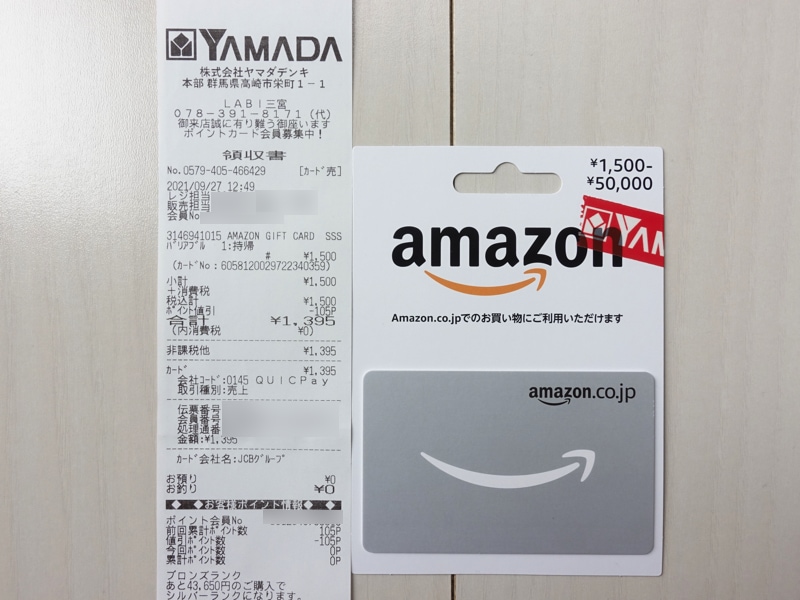 YAMADA
株式会社ヤマダデンキ
本部 群馬県高崎市栄町1-1
LABI三宮
078-391-8171(代)
御来店誠に有り難う御座います
ポイントカード会員募集中!
領収書
No.0579-405-466429 [カード売]
2021/09/27 12:49
レジ担当
販売担当
会員No
3146941015 AMAZON GIFT CARD SSS
バリアブル 1:持帰
# ¥1,500
(カードNo:6058120029722340359)
小計 ¥1,500
+消費税
税込計 ¥1,500
ポイント値引 -105P
合計 ¥1,395
(内消費税 ¥0)
非課税他 ¥1,395
カード ¥1,395
会社コード:0145 QUICPay
取引種別:売上
伝票番号
会員番号
処理通番
金額:¥1,395
カード会社名:JCBグループ
お預り ¥0
お釣り ¥0
◆◇◆お客様ポイント情報◆◇◆
ポイント会員No
前回累計ポイント数 105P
値引ポイント数 -105P
今回ポイント数 0P
累計ポイント数 0P
ブロンズランク
あと43,650円のご購入で
シルバーランクになります。
¥1,500-
¥50,000
YAM
amazon
Amazon.co.jpでのお買い物にご利用いただけます
amazon.co.jp